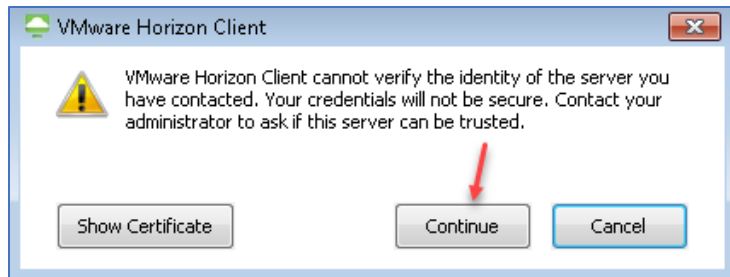 VMware Horizon Client
VMware Horizon Client cannot verify the identity of the server you
have contacted. Your credentials will not be secure. Contact your
administrator to ask if this server can be trusted.
Show Certificate
Continue
Cancel